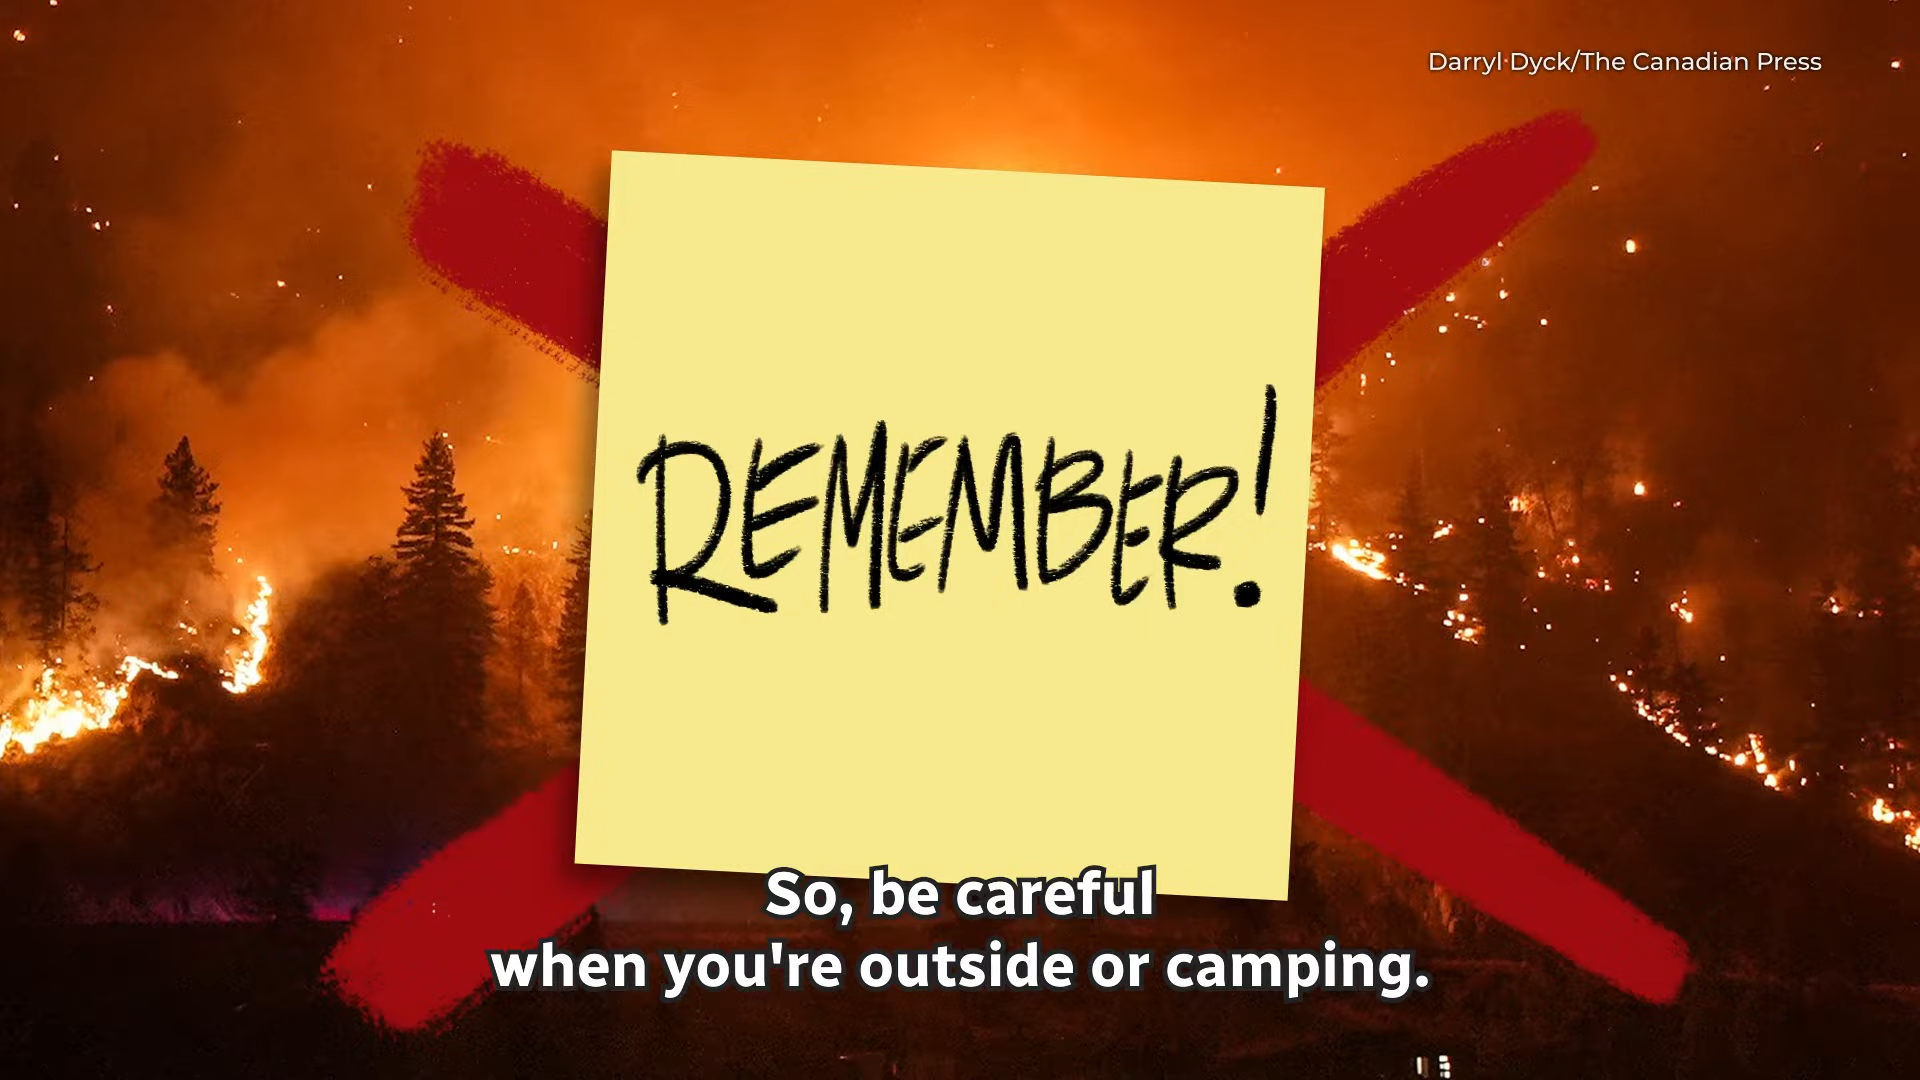 Darryl Dyck/The Canadian Press
REMEMBER!
So, be careful
when you're outside or camping.